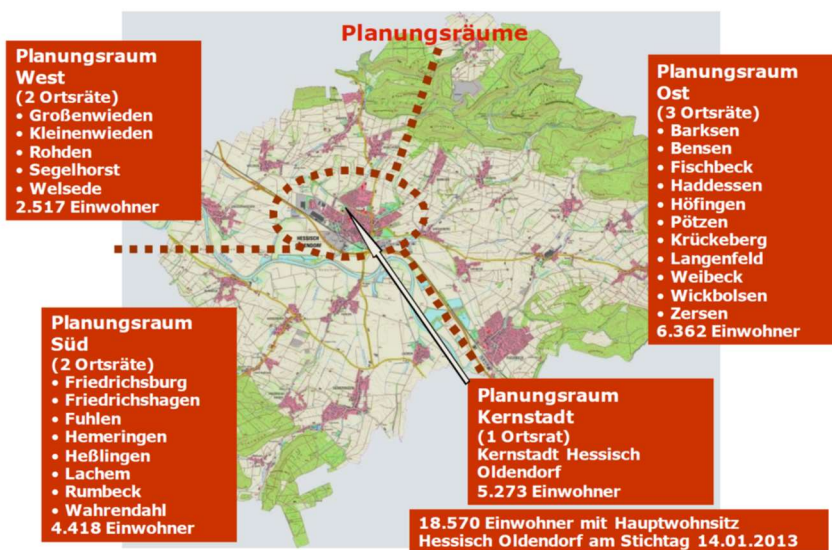 Planungsräume
Planungsraum
West
(2 Ortsräte)
• Großenwieden
• Kleinenwieden
• Rohden
• Segelhorst
• Welsede
2.517 Einwohner
Planungsraum
Ost
(3 Ortsräte)
• Barksen
• Bensen
• Fischbeck
• Haddessen
• Höfingen
• Pötzen
• Krückeberg
• Langenfeld
• Weibeck
• Wickbolsen
• Zersen
6.362 Einwohner
HESSISCH
OLDENDORF
Planungsraum
Süd
(2 Ortsräte)
• Friedrichsburg
• Friedrichshagen
• Fuhlen
• Hemeringen
• Heßlingen
• Lachem
• Rumbeck
• Wahrendahl
4.418 Einwohner
Planungsraum
Kernstadt
(1 Ortsrat)
Kernstadt Hessisch
Oldendorf
5.273 Einwohner
18.570 Einwohner mit Hauptwohnsitz
Hessisch Oldendorf am Stichtag 14.01.2013